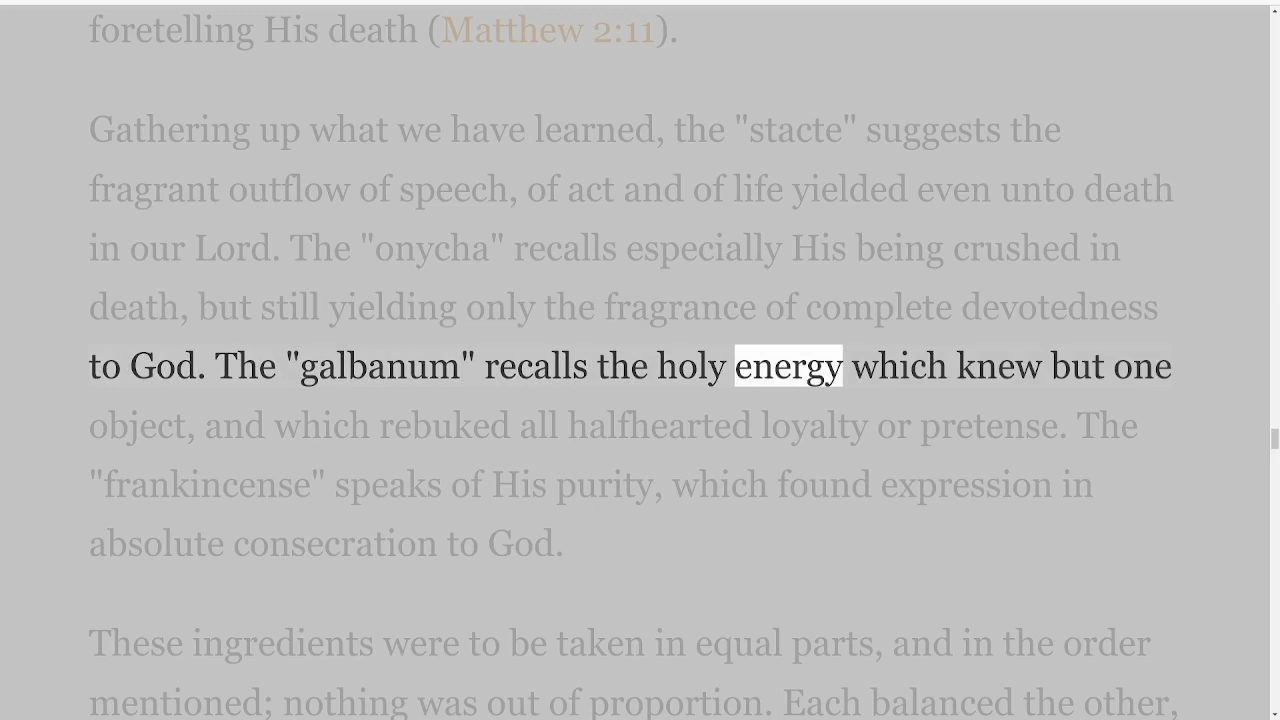 foretelling His death (Matthew 2:11).
Gathering up what we have learned, the "stacte" suggests the
fragrant outflow of speech, of act and of life yielded even unto death
in our Lord. The "onycha" recalls especially His being crushed in
death, but still yielding only the fragrance of complete devotedness
to God. The "galbanum" recalls the holy energy which knew but one
object, and which rebuked all halfhearted loyalty or pretense. The
"frankincense" speaks of His purity, which found expression in
absolute consecration to God.
These ingredients were to be taken in equal parts, and in the order
mentioned; nothing was out of proportion. Each balanced the other,